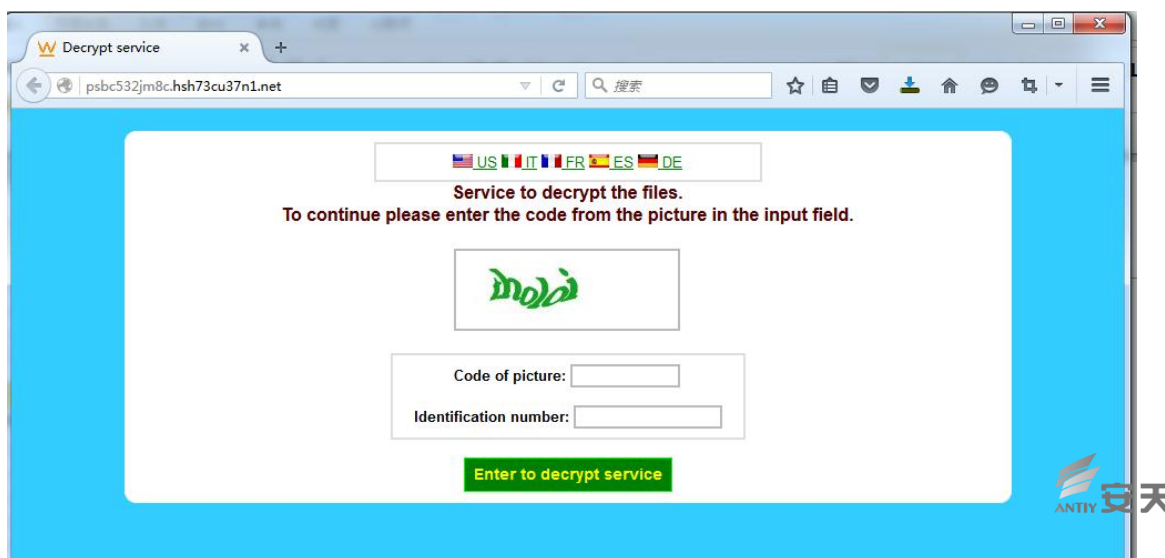 Decrypt service
psbc532jm8c.hsh73cu37n1.net
搜索
US IT FR ES DE
Service to decrypt the files.
To continue please enter the code from the picture in the input field.
Code of picture:
Identification number:
Enter to decrypt service
ANTIY 安天